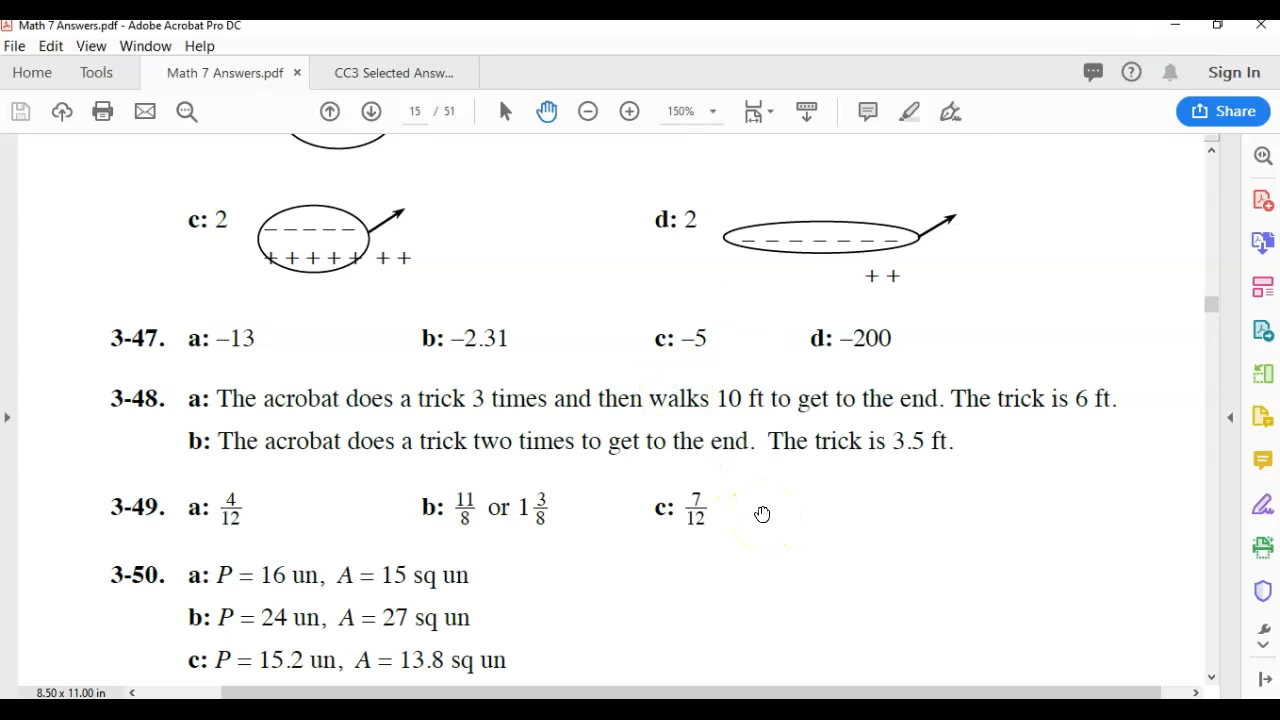 Math 7 Answers.pdf - Adobe Acrobat Pro DC
File Edit View Window Help
Home Tools Math 7 Answers.pdf × CC3 Selected Answ... Sign In
15 / 51 150% Share
c: 2 d: 2
– – – – – – – – – – – –
+ + + + + + +
+ +
3-47. a: –13 b: –2.31 c: –5 d: –200
3-48. a: The acrobat does a trick 3 times and then walks 10 ft to get to the end. The trick is 6 ft.
b: The acrobat does a trick two times to get to the end. The trick is 3.5 ft.
3-49. a: 4/12 b: 11/8 or 1 3/8 c: 7/12
3-50. a: P = 16 un, A = 15 sq un
b: P = 24 un, A = 27 sq un
c: P = 15.2 un, A = 13.8 sq un
8.50 x 11.00 in